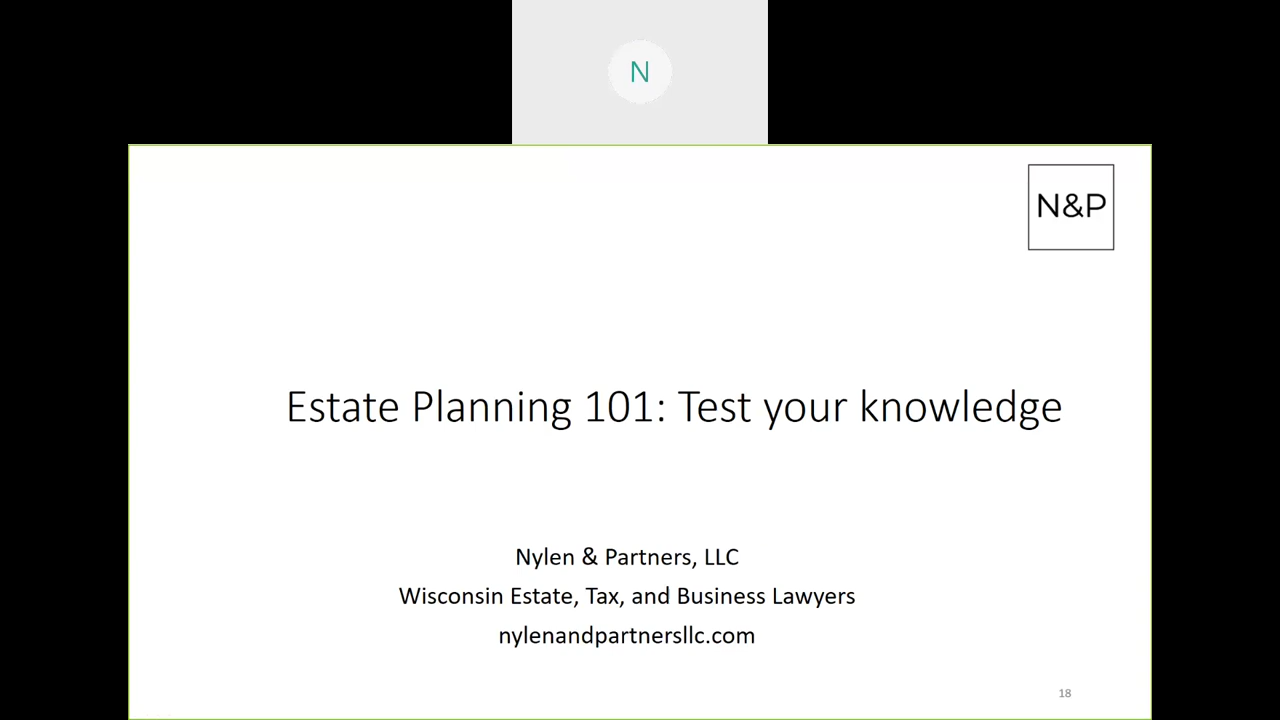 N
N&P
Estate Planning 101: Test your knowledge
Nylen & Partners, LLC
Wisconsin Estate, Tax, and Business Lawyers
nylenandpartnersllc.com
18